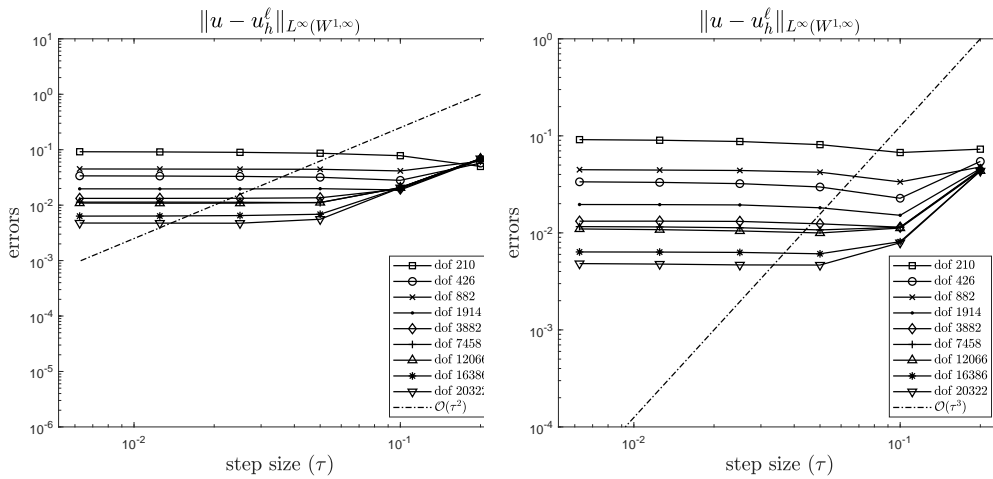 ‖u − u_h^ℓ‖_{L^∞(W^{1,∞})}
10^1
10^0
10^-1
10^-2
10^-3
10^-4
10^-5
10^-6
errors
10^-2
10^-1
step size (τ)
dof 210
dof 426
dof 882
dof 1914
dof 3882
dof 7458
dof 12066
dof 16386
dof 20322
O(τ^2)
‖u − u_h^ℓ‖_{L^∞(W^{1,∞})}
10^0
10^-1
10^-2
10^-3
10^-4
errors
10^-2
10^-1
step size (τ)
dof 210
dof 426
dof 882
dof 1914
dof 3882
dof 7458
dof 12066
dof 16386
dof 20322
O(τ^3)